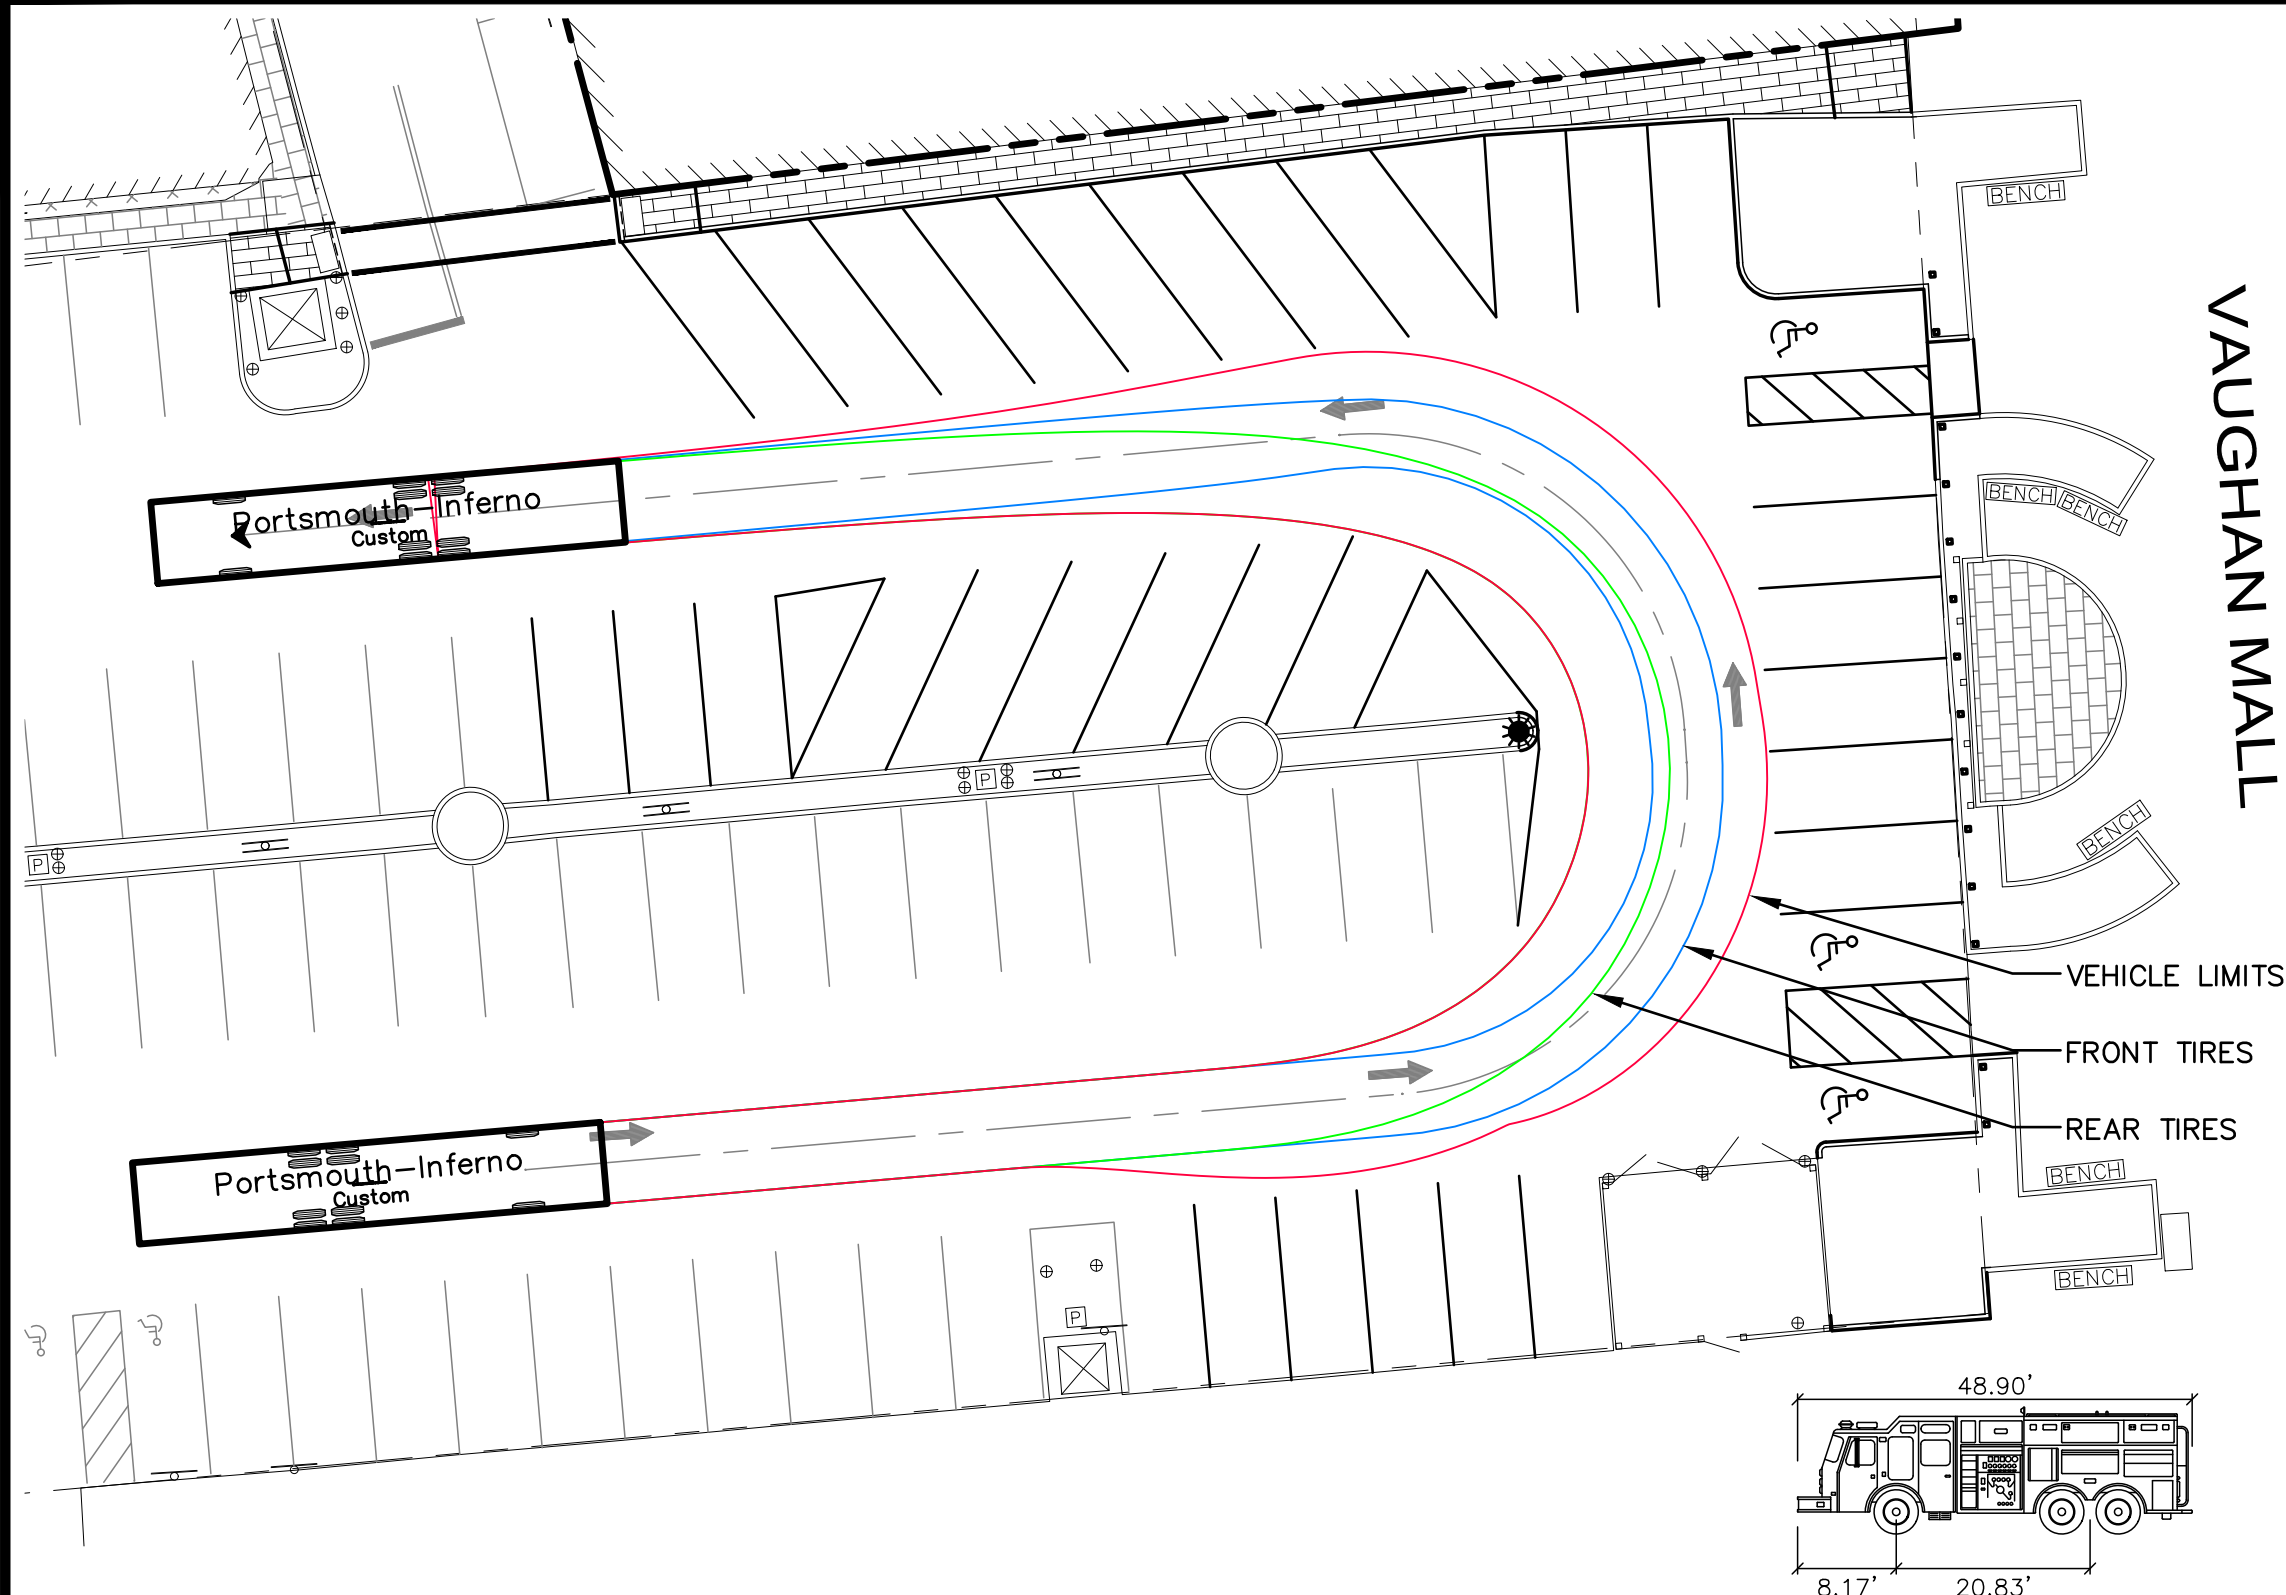 BENCH
VAUGHAN MALL
BENCH
BENCH
Portsmouth-Inferno
Custom
P
P
BENCH
VEHICLE LIMITS
FRONT TIRES
REAR TIRES
Portsmouth-Inferno
Custom
BENCH
BENCH
P
48.90'
8.17'
20.83'